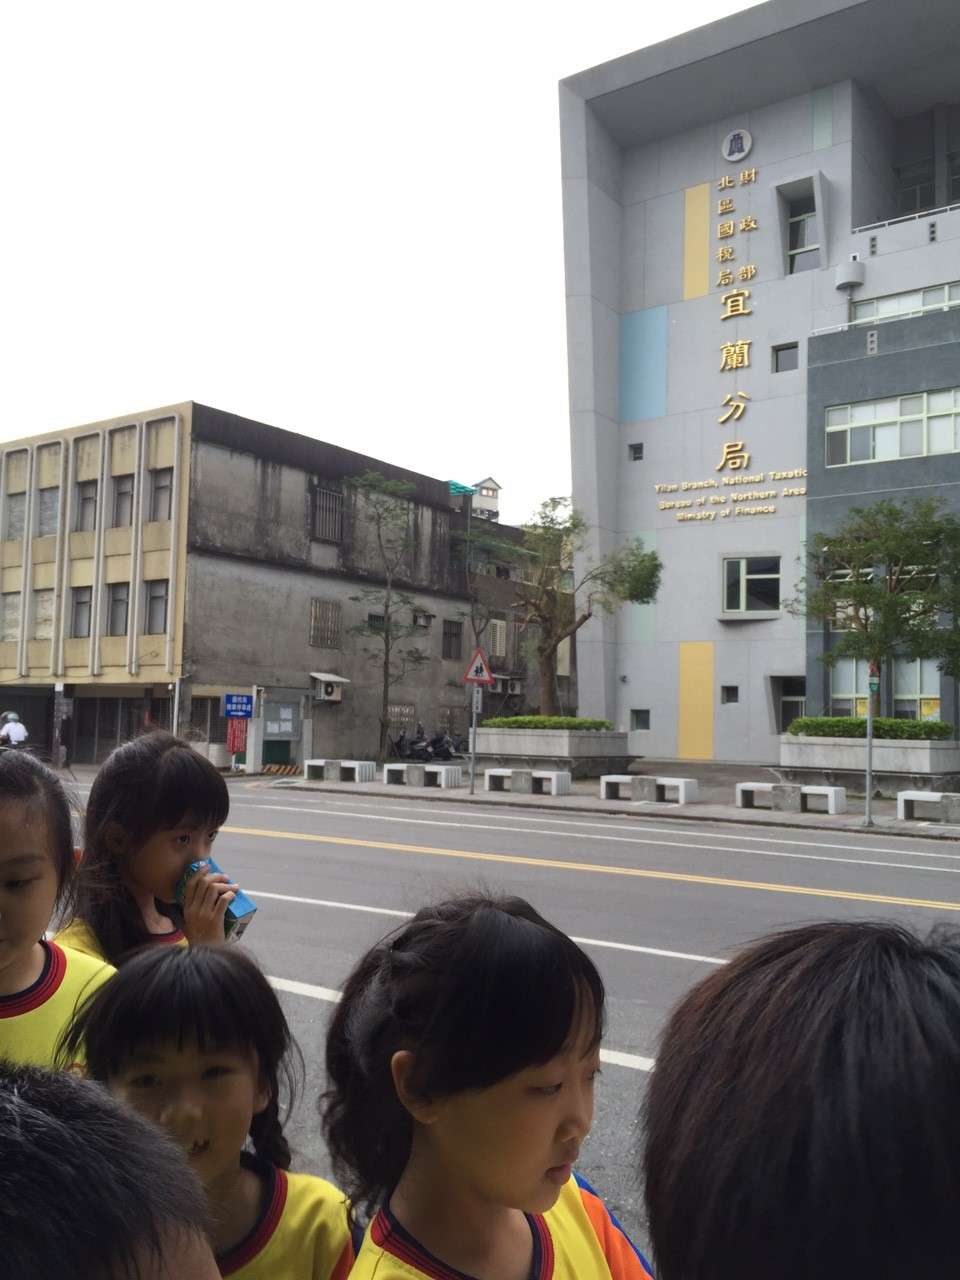 財政部
北區國稅局
宜蘭分局
Yilan Branch, National Taxatio
Bureau of the Northern Area
Ministry of Finance